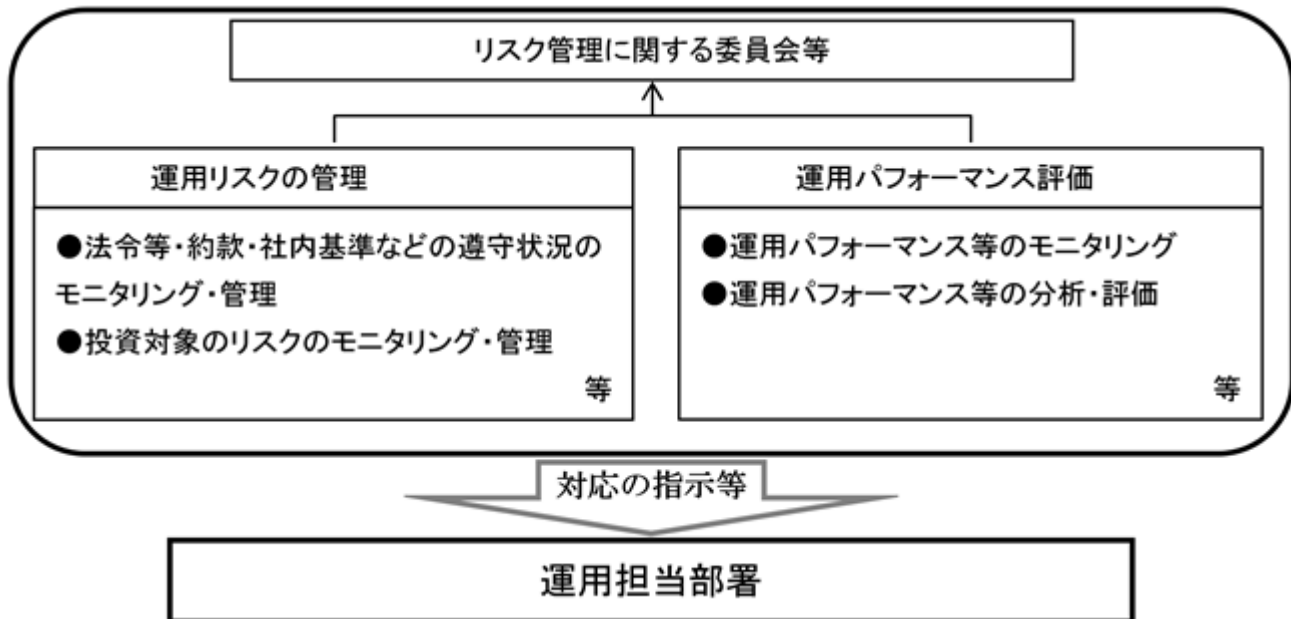 リスク管理に関する委員会等
運用リスクの管理
●法令等・約款・社内基準などの遵守状況の
モニタリング・管理
●投資対象のリスクのモニタリング・管理
等
運用パフォーマンス評価
●運用パフォーマンス等のモニタリング
●運用パフォーマンス等の分析・評価
等
対応の指示等
運用担当部署